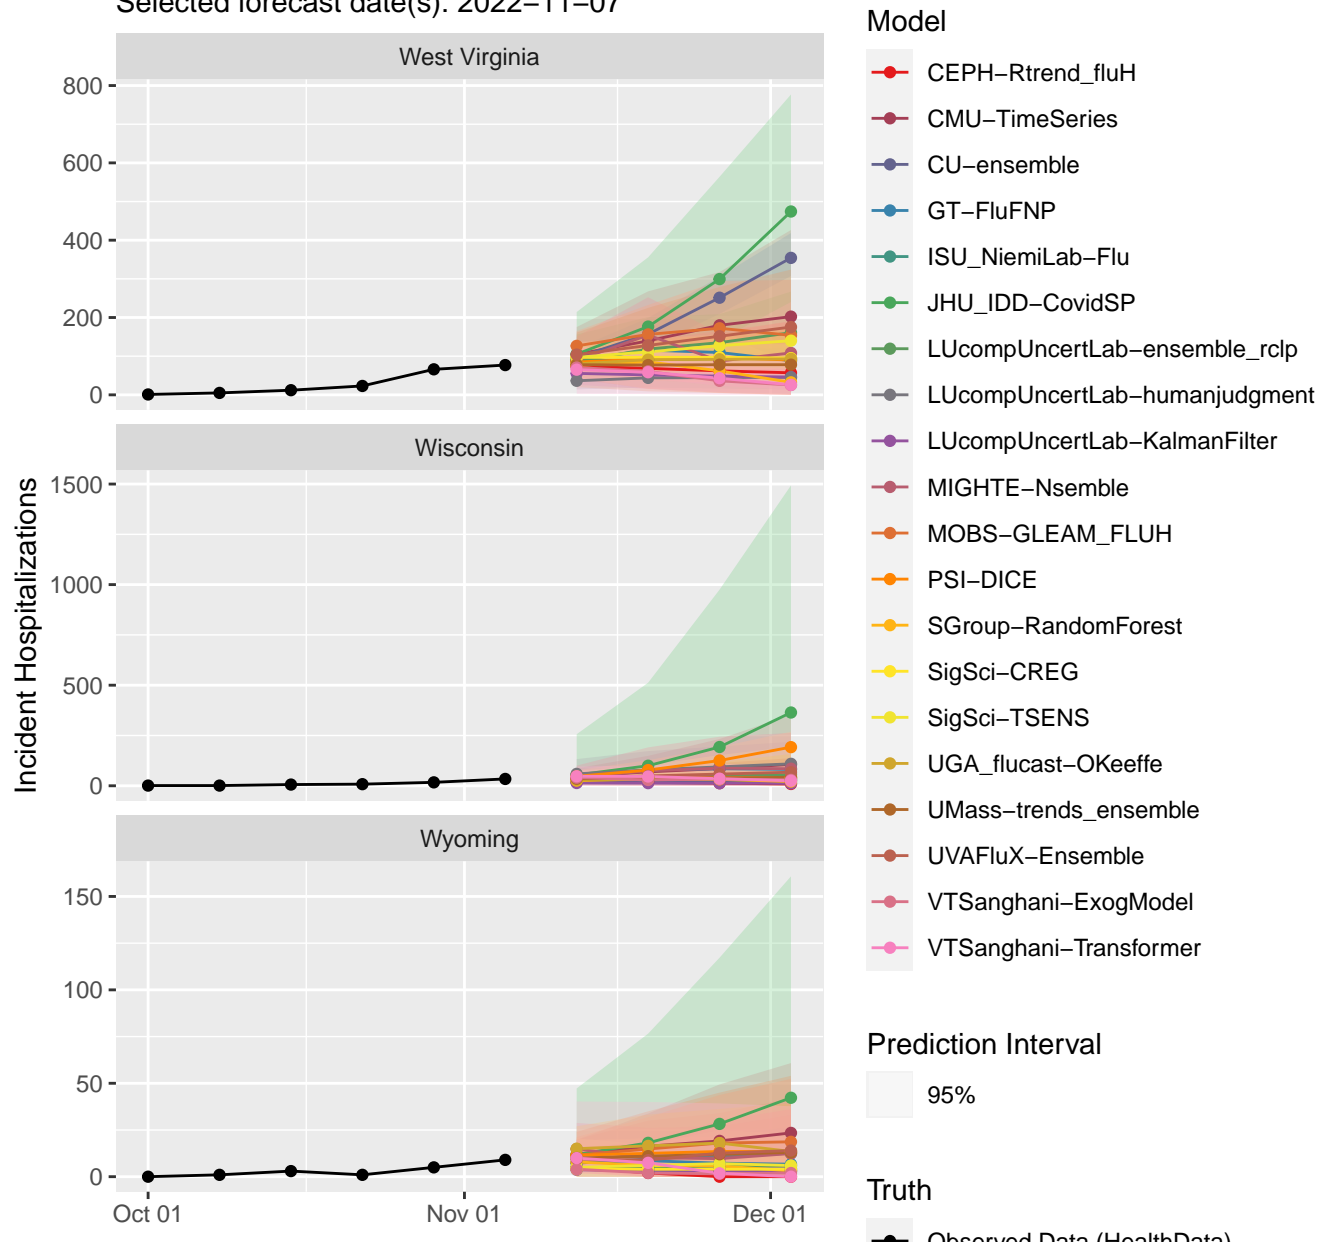 Selected forecast date(s): 2022−11−07
West Virginia
800
600
400
200
0
Wisconsin
1500
1000
500
0
Wyoming
150
100
50
0
Oct 01
Nov 01
Dec 01
Incident Hospitalizations
Model
CEPH−Rtrend_fluH
CMU−TimeSeries
CU−ensemble
GT−FluFNP
ISU_NiemiLab−Flu
JHU_IDD−CovidSP
LUcompUncertLab−ensemble_rclp
LUcompUncertLab−humanjudgment
LUcompUncertLab−KalmanFilter
MIGHTE−Nsemble
MOBS−GLEAM_FLUH
PSI−DICE
SGroup−RandomForest
SigSci−CREG
SigSci−TSENS
UGA_flucast−OKeeffe
UMass−trends_ensemble
UVAFluX−Ensemble
VTSanghani−ExogModel
VTSanghani−Transformer
Prediction Interval
95%
Truth
Observed Data (HealthData)